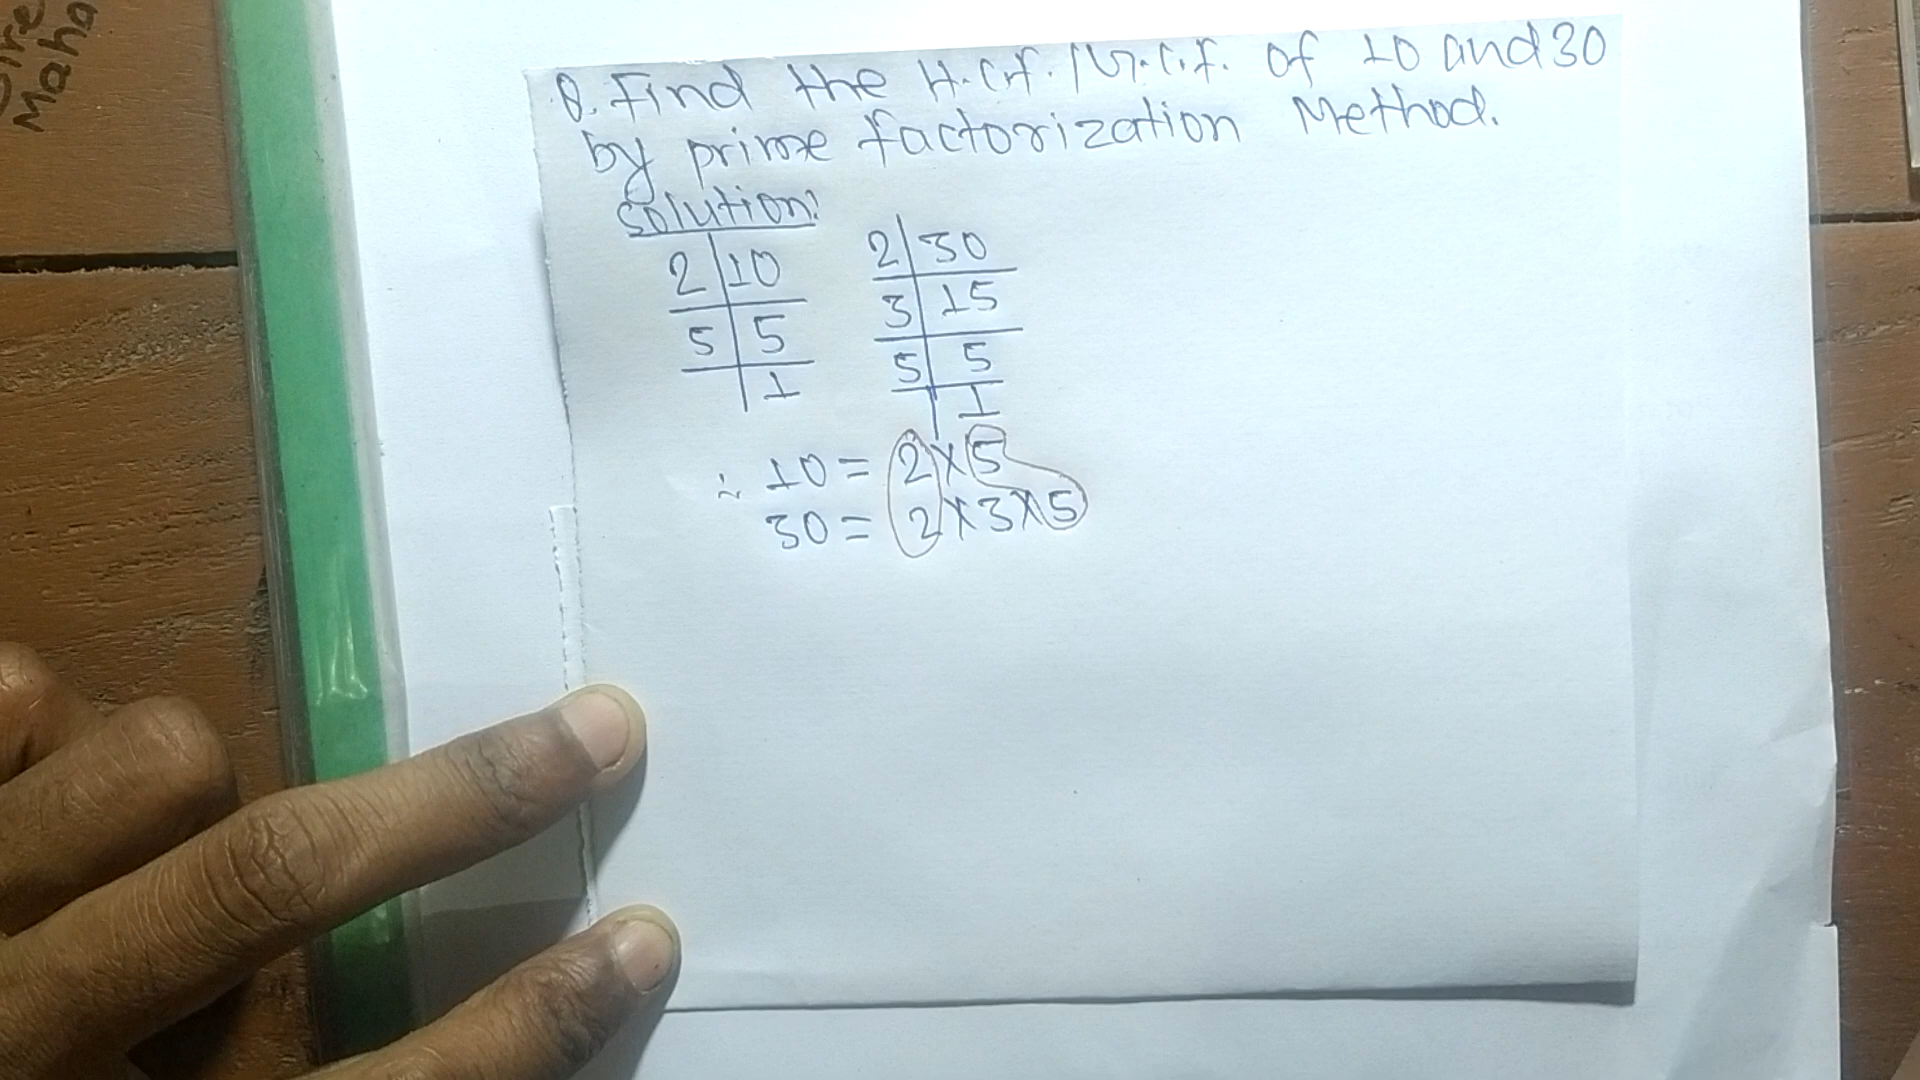 Maha
Q. Find the H.C.f. / G.C.f. of 10 and 30
by prime factorization Method.
Solution:
2 | 10    2 | 30
5 | 5    3 | 15
| 1    5 | 5
| 1
∴ 10 = 2 × 5
30 = 2 × 3 × 5